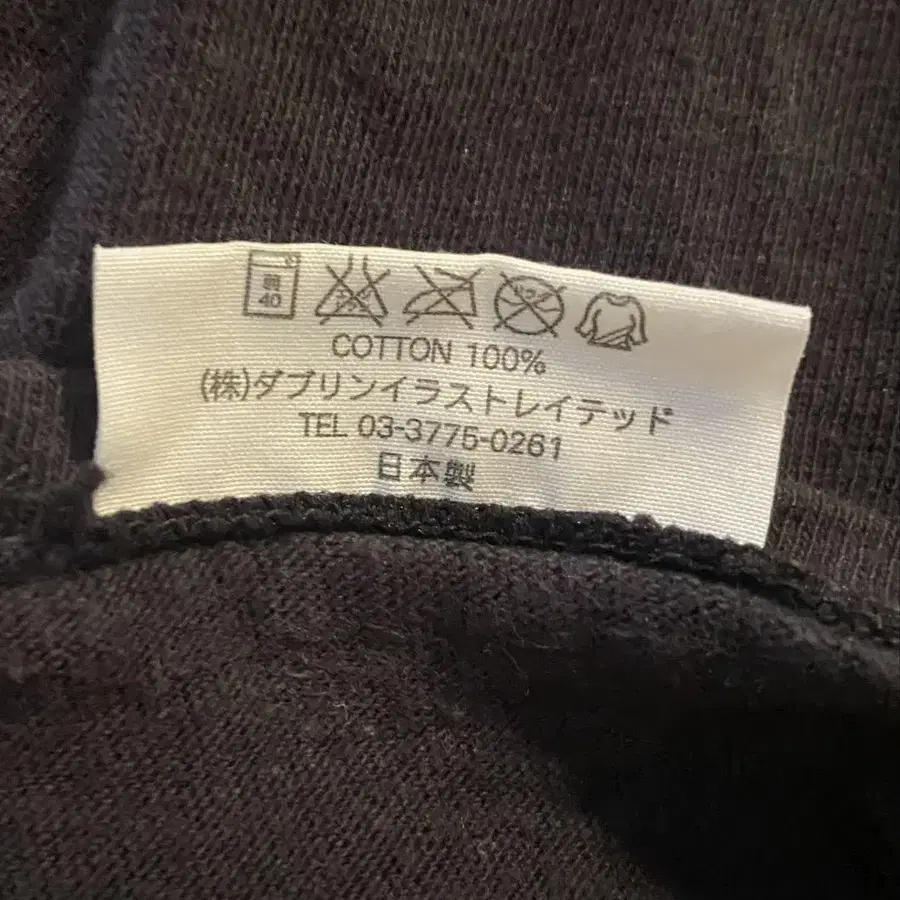 40
COTTON 100%
(株)ダブリンイラストレイテッド
TEL 03-3775-0261
日本製